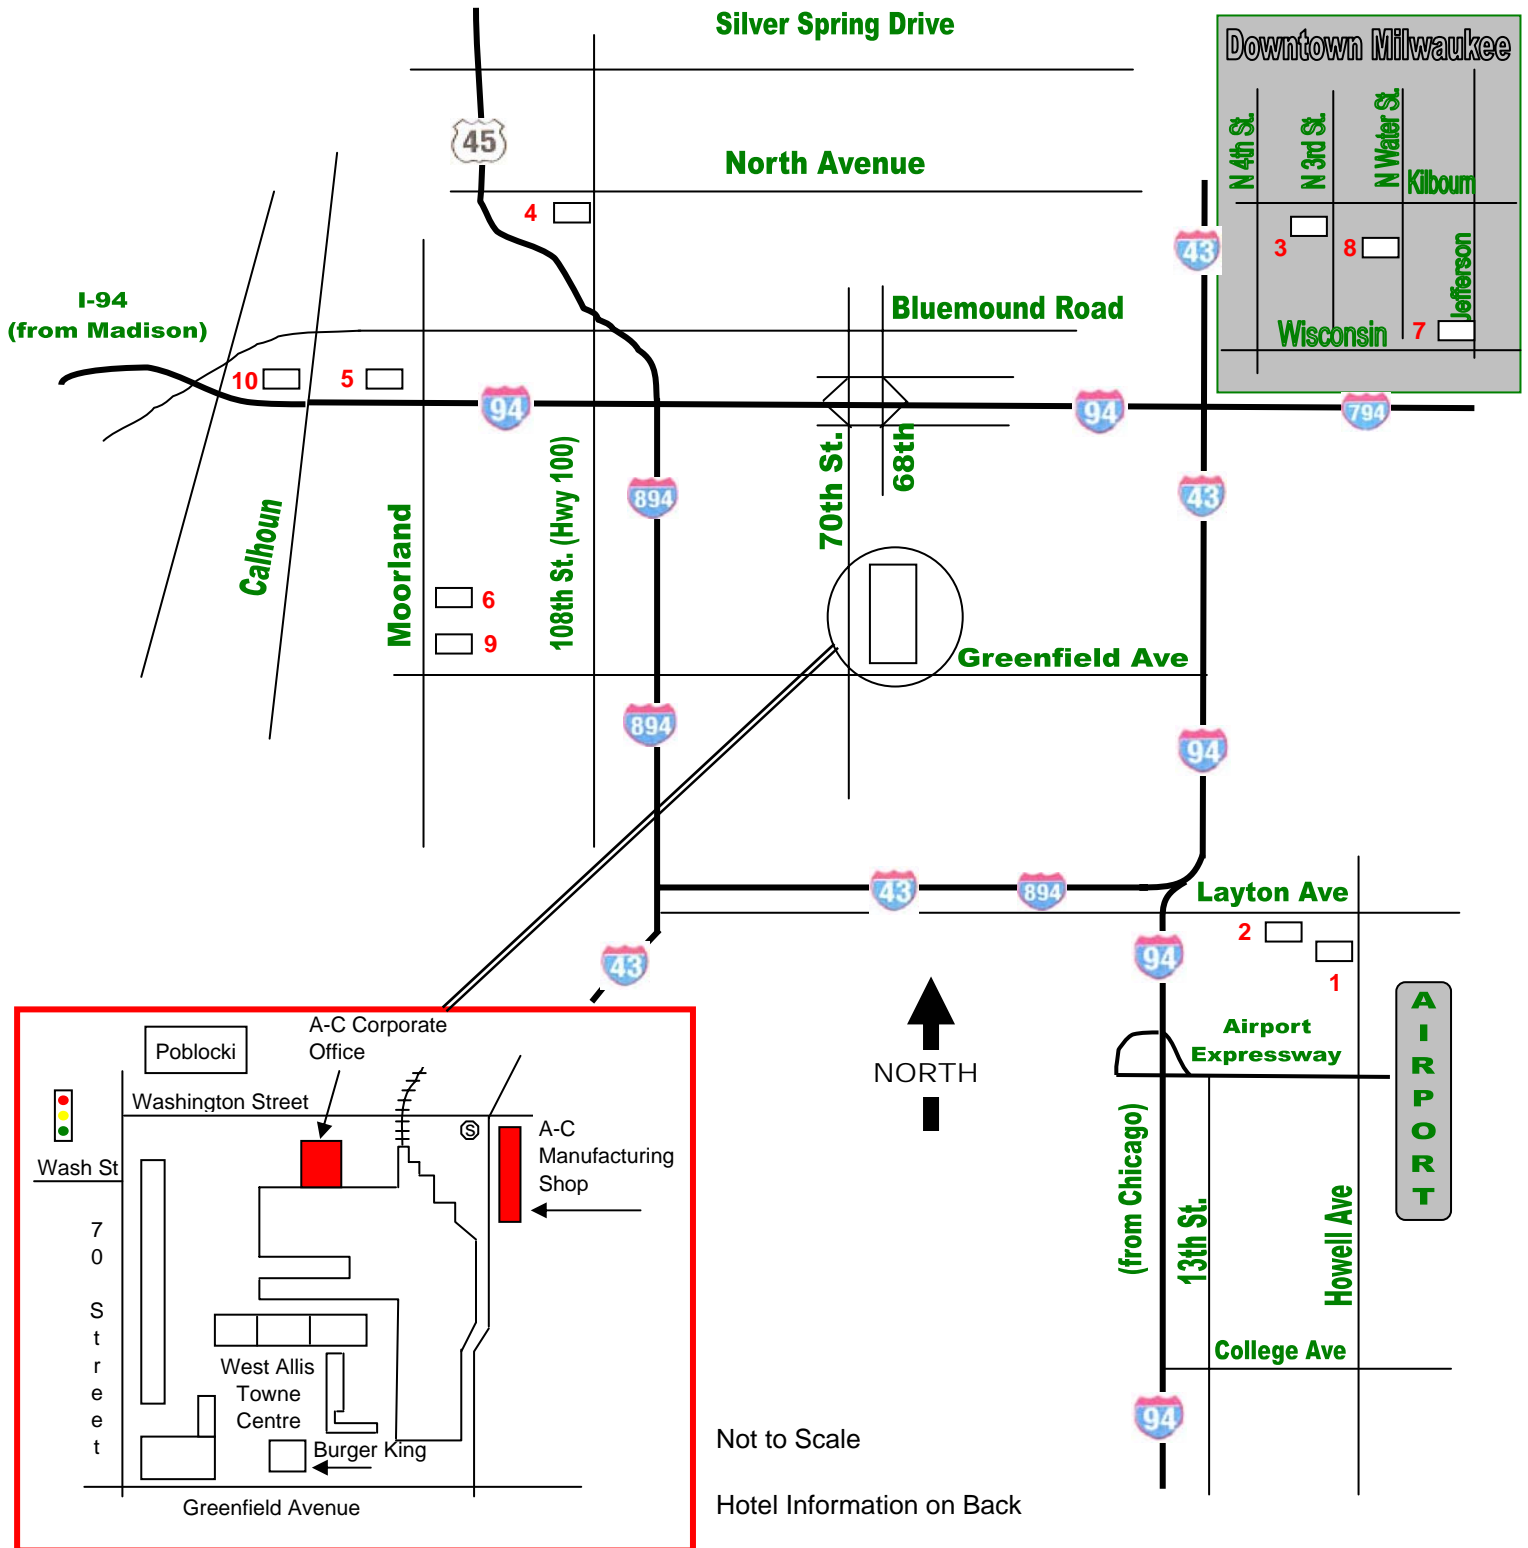 Silver Spring Drive
Downtown Milwaukee
45
North Avenue
N 4th St.
N 3rd St.
N Water St.
Kilbourn
4
43
3
8
Jefferson
I-94
(from Madison)
Bluemound Road
Wisconsin
7
10
5
94
94
794
70th St.
68th
108th St. (Hwy 100)
894
43
Calhoun
Moorland
6
9
Greenfield Ave
894
94
43
894
Layton Ave
2
1
94
43
AIRPORT
Airport
Expressway
NORTH
(from Chicago)
13th St.
Howell Ave
College Ave
94
A-C Corporate
Office
Poblocki
Washington Street
S
A-C
Manufacturing
Shop
Wash St
70 Street
West Allis
Towne
Centre
Burger King
Greenfield Avenue
Not to Scale
Hotel Information on Back